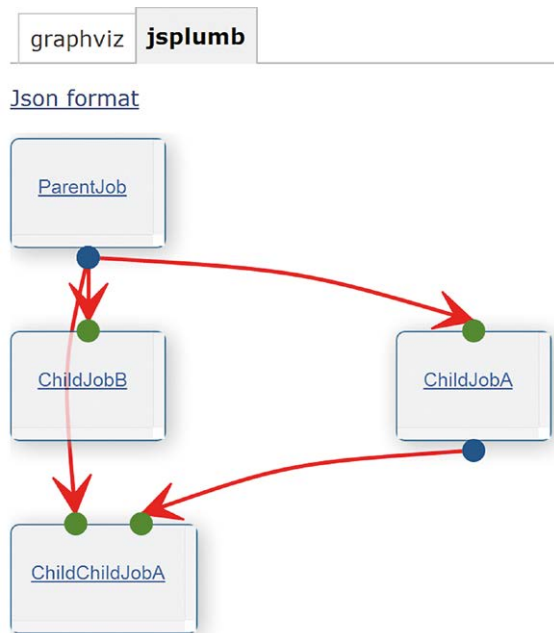 graphviz
jsplumb
Json format
ParentJob
ChildJobB
ChildJobA
ChildChildJobA